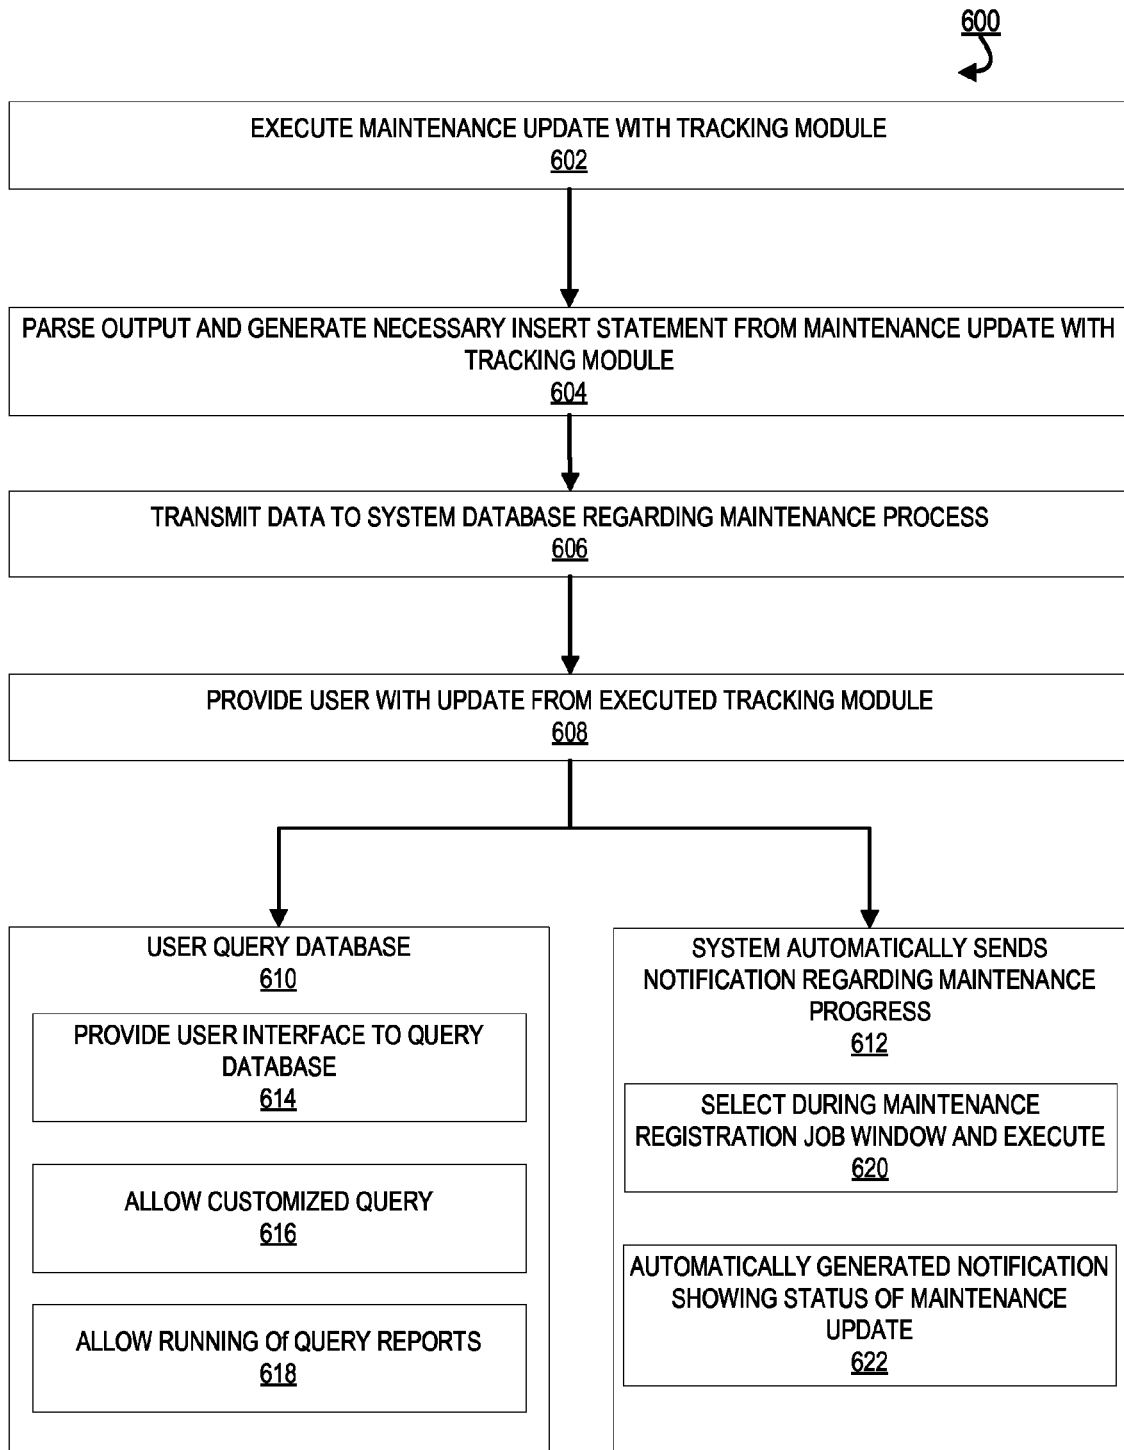 600
EXECUTE MAINTENANCE UPDATE WITH TRACKING MODULE
602
PARSE OUTPUT AND GENERATE NECESSARY INSERT STATEMENT FROM MAINTENANCE UPDATE WITH
TRACKING MODULE
604
TRANSMIT DATA TO SYSTEM DATABASE REGARDING MAINTENANCE PROCESS
606
PROVIDE USER WITH UPDATE FROM EXECUTED TRACKING MODULE
608
USER QUERY DATABASE
610
PROVIDE USER INTERFACE TO QUERY
DATABASE
614
ALLOW CUSTOMIZED QUERY
616
ALLOW RUNNING Of QUERY REPORTS
618
SYSTEM AUTOMATICALLY SENDS
NOTIFICATION REGARDING MAINTENANCE
PROGRESS
612
SELECT DURING MAINTENANCE
REGISTRATION JOB WINDOW AND EXECUTE
620
AUTOMATICALLY GENERATED NOTIFICATION
SHOWING STATUS OF MAINTENANCE
UPDATE
622